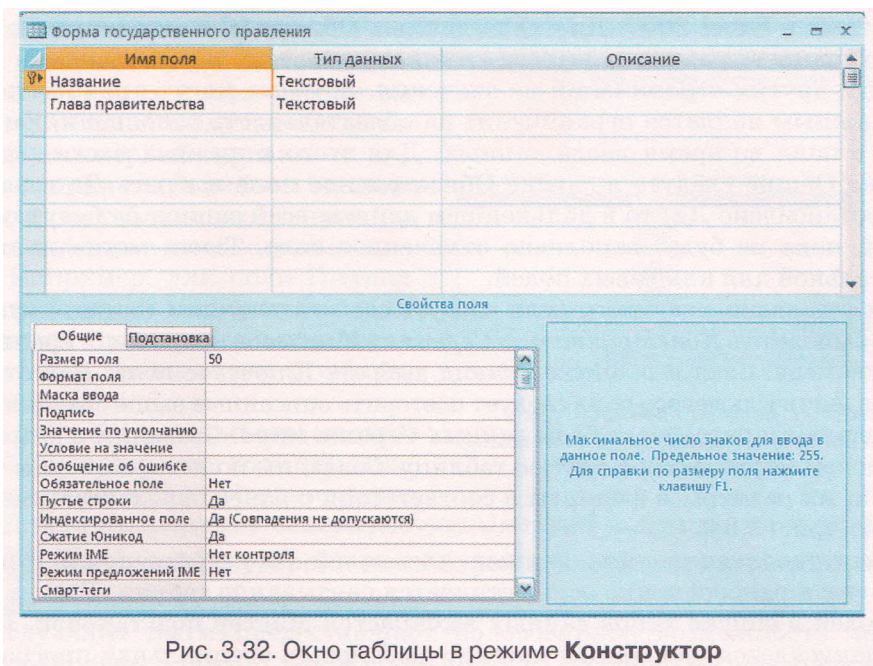 Форма государственного правления
Имя поля Тип данных Описание
Название Текстовый
Глава правительства Текстовый
Свойства поля
Общие Подстановка
Размер поля 50
Формат поля
Маска ввода
Подпись
Значение по умолчанию
Условие на значение
Сообщение об ошибке
Обязательное поле Нет
Пустые строки Да
Индексированное поле Да (Совпадения не допускаются)
Сжатие Юникод Да
Режим IME Нет контроля
Режим предложений IME Нет
Смарт-теги
Максимальное число знаков для ввода в
данное поле. Предельное значение: 255.
Для справки по размеру поля нажмите
клавишу F1.
Рис. 3.32. Окно таблицы в режиме Конструктор